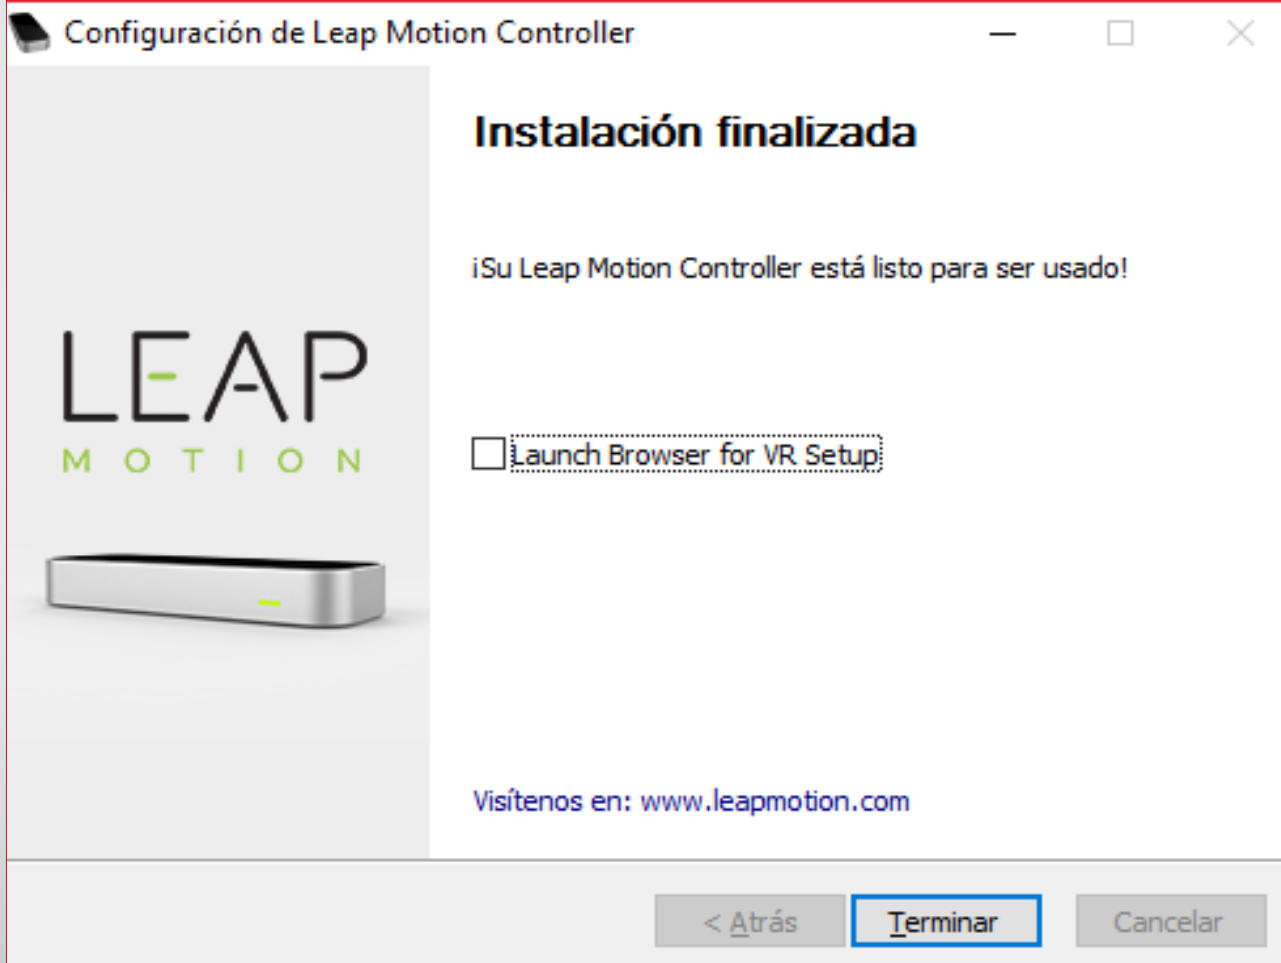 Configuración de Leap Motion Controller
Instalación finalizada
¡Su Leap Motion Controller está listo para ser usado!
LEAP
MOTION
Launch Browser for VR Setup
Visítenos en: www.leapmotion.com
< Atrás
Terminar
Cancelar